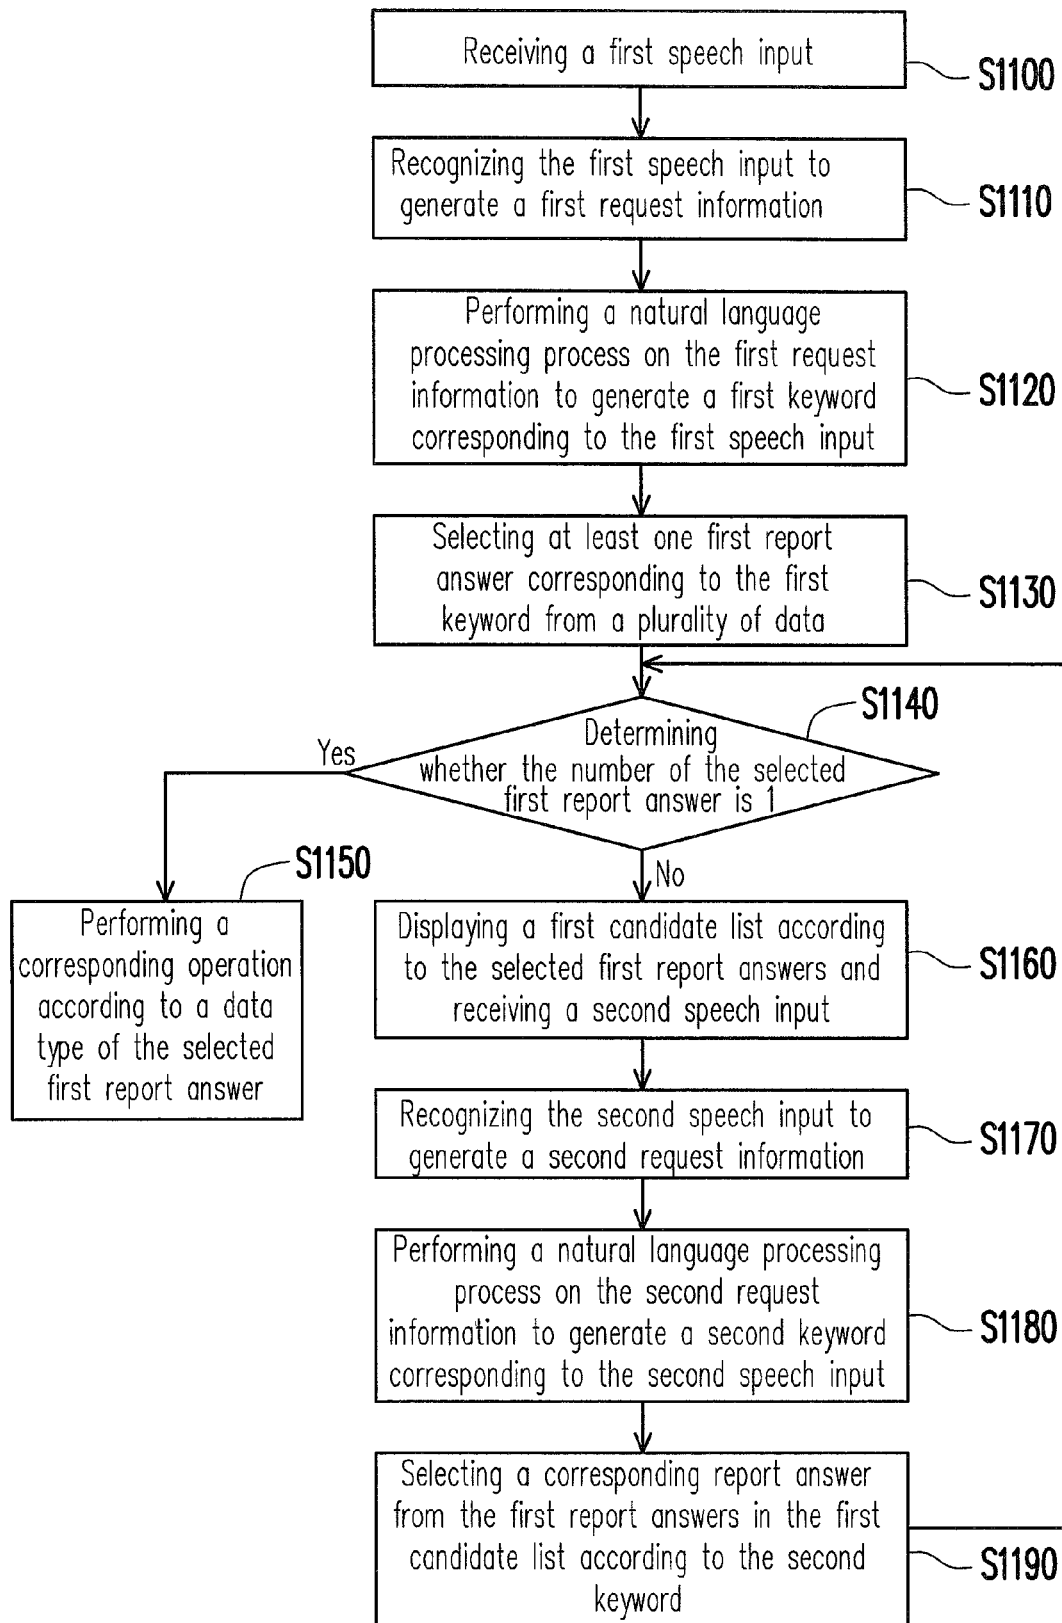 Receiving a first speech input
S1100
Recognizing the first speech input to
generate a first request information
S1110
Performing a natural language
processing process on the first request
information to generate a first keyword
corresponding to the first speech input
S1120
Selecting at least one first report
answer corresponding to the first
keyword from a plurality of data
S1130
S1140
Determining
whether the number of the selected
first report answer is 1
Yes
No
S1150
Performing a
corresponding operation
according to a data
type of the selected
first report answer
Displaying a first candidate list according
to the selected first report answers and
receiving a second speech input
S1160
Recognizing the second speech input to
generate a second request information
S1170
Performing a natural language processing
process on the second request
information to generate a second keyword
corresponding to the second speech input
S1180
Selecting a corresponding report answer
from the first report answers in the first
candidate list according to the second
keyword
S1190